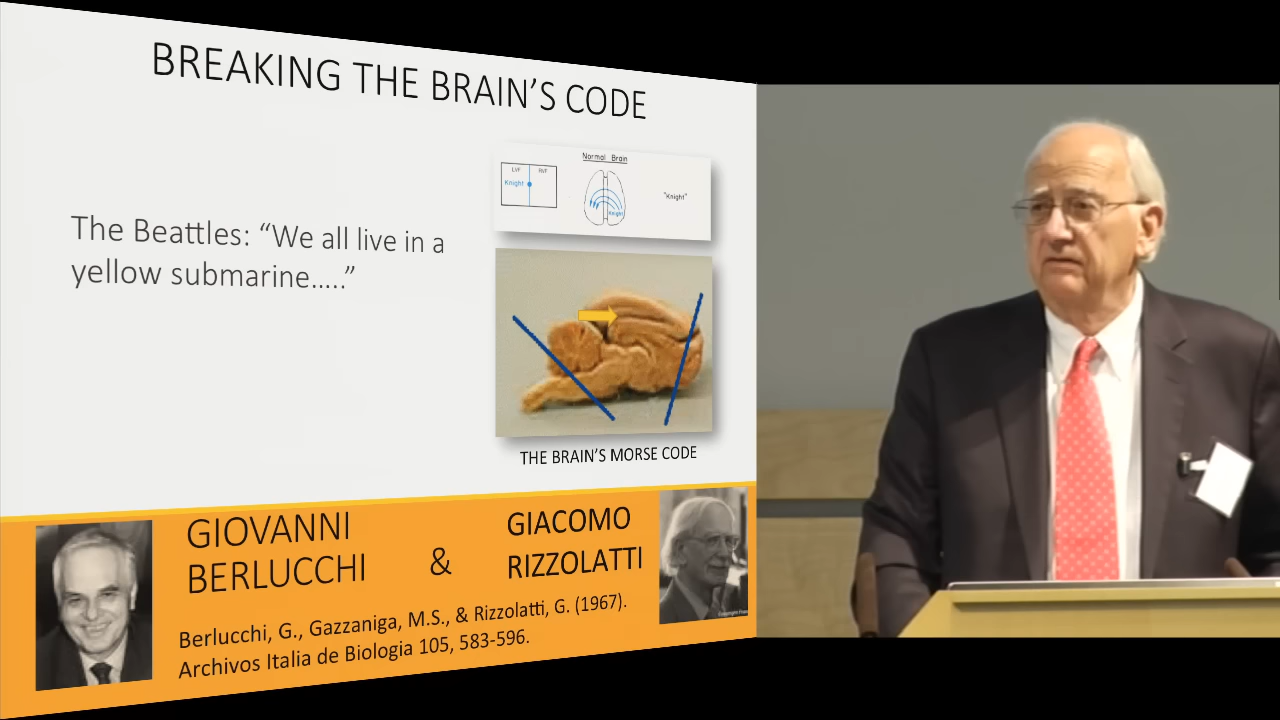 BREAKING THE BRAIN'S CODE
The Beattles: “We all live in a
yellow submarine.....”
Normal Brain
LVF RVF
Knight
Knight
"Knight"
THE BRAIN'S MORSE CODE
GIOVANNI
BERLUCCHI
&
GIACOMO
RIZZOLATTI
Berlucchi, G., Gazzaniga, M.S., & Rizzolatti, G. (1967).
Archivos Italia de Biologia 105, 583-596.